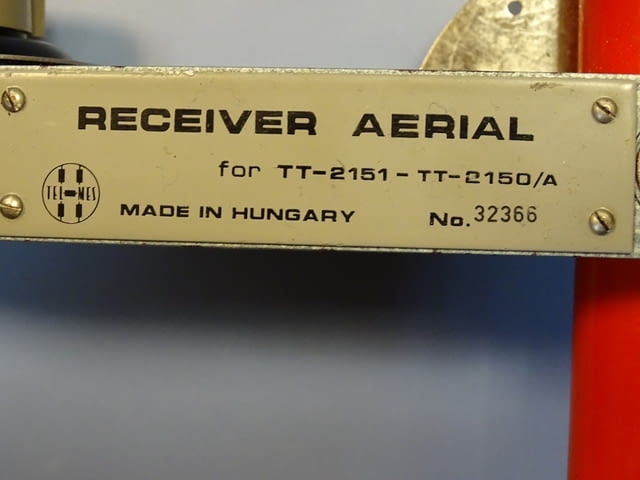 RECEIVER AERIAL
for TT-2151-TT-2150/A
TEL-MES
MADE IN HUNGARY No. 32366